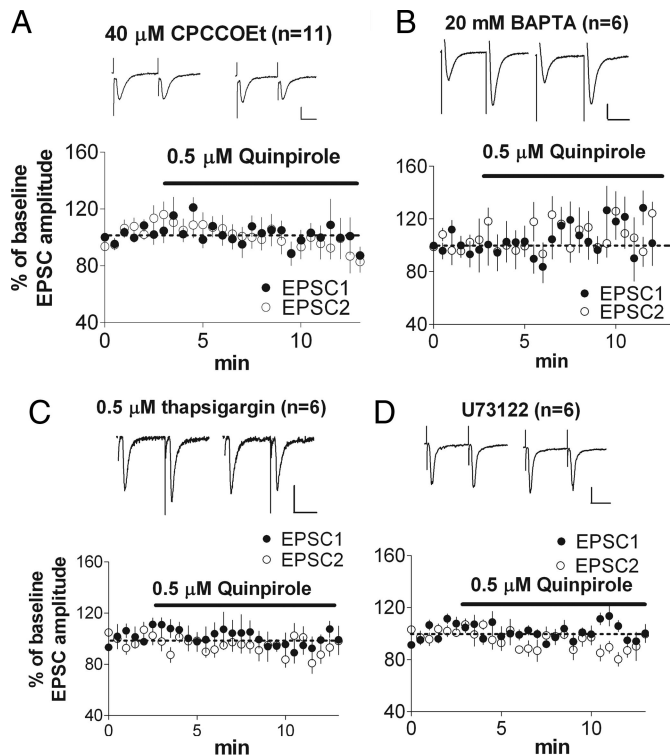 A
40 μM CPCCOEt (n=11)
0.5 μM Quinpirole
% of baseline
EPSC amplitude
160
120
80
40
EPSC1
EPSC2
0
5
10
min
B
20 mM BAPTA (n=6)
0.5 μM Quinpirole
160
120
80
40
EPSC1
EPSC2
0
5
10
min
C
0.5 μM thapsigargin (n=6)
EPSC1
EPSC2
0.5 μM Quinpirole
% of baseline
EPSC amplitude
160
120
80
40
0
5
10
min
D
U73122 (n=6)
EPSC1
EPSC2
0.5 μM Quinpirole
160
120
80
40
0
5
10
min